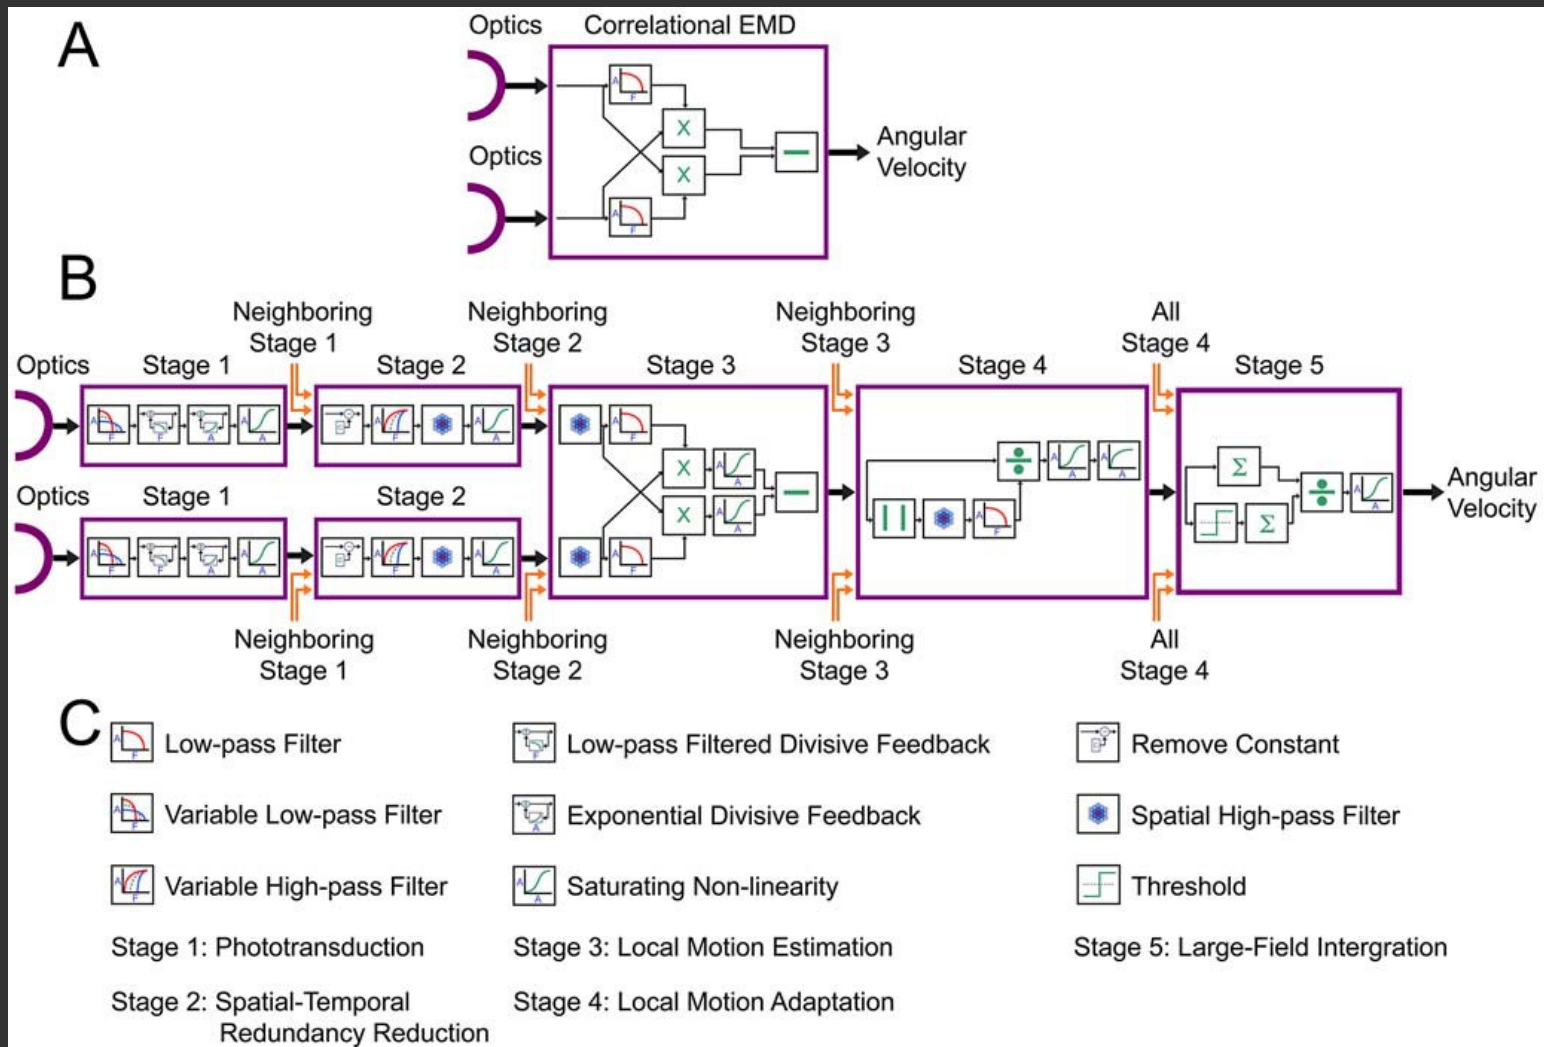 A
Optics
Correlational EMD
Optics
A
F
X
X
A
F
Angular
Velocity
B
Neighboring
Stage 1
Neighboring
Stage 2
Neighboring
Stage 3
All
Stage 4
Optics
Stage 1
Stage 2
Stage 3
Stage 4
Stage 5
X
X
Σ
Σ
Optics
Stage 1
Stage 2
Angular
Velocity
Neighboring
Stage 1
Neighboring
Stage 2
Neighboring
Stage 3
All
Stage 4
C
Low-pass Filter
Low-pass Filtered Divisive Feedback
Remove Constant
Variable Low-pass Filter
Exponential Divisive Feedback
Spatial High-pass Filter
Variable High-pass Filter
Saturating Non-linearity
Threshold
Stage 1: Phototransduction
Stage 3: Local Motion Estimation
Stage 5: Large-Field Intergration
Stage 2: Spatial-Temporal
Redundancy Reduction
Stage 4: Local Motion Adaptation